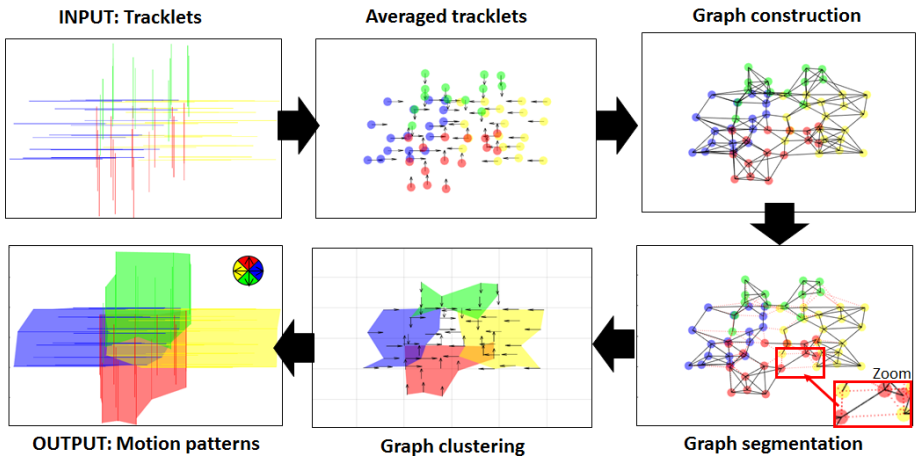 INPUT: Tracklets
Averaged tracklets
Graph construction
Zoom
OUTPUT: Motion patterns
Graph clustering
Graph segmentation